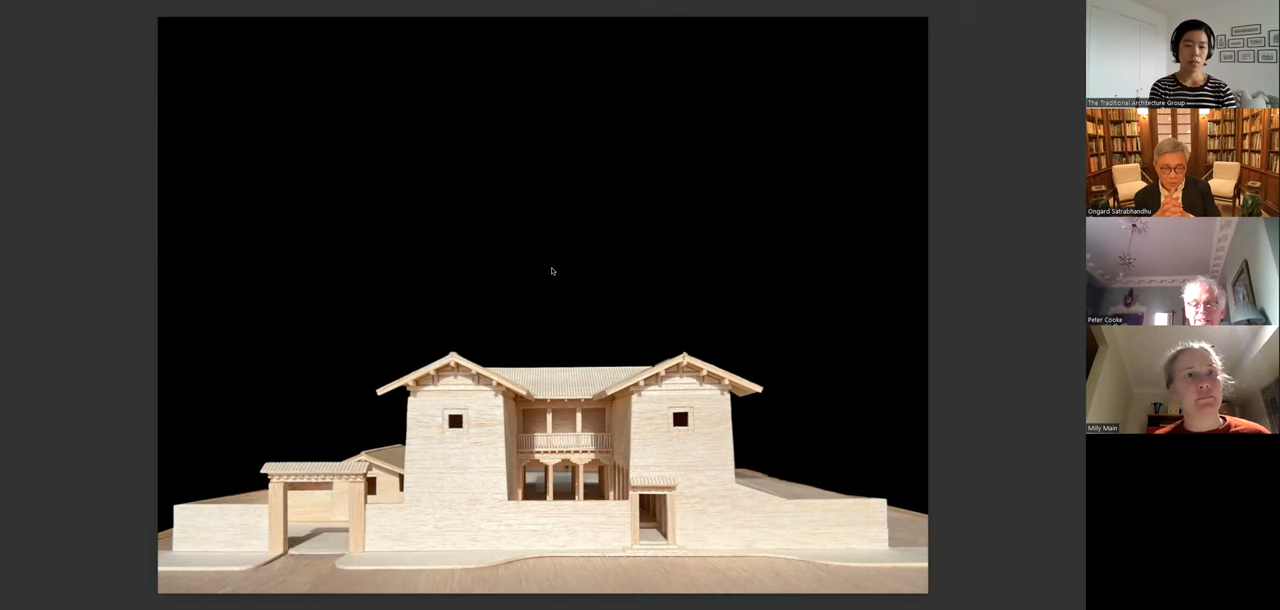 The Traditional Architecture Group
Ongard Satrabhandhu
Peter Cooke
Milly Main